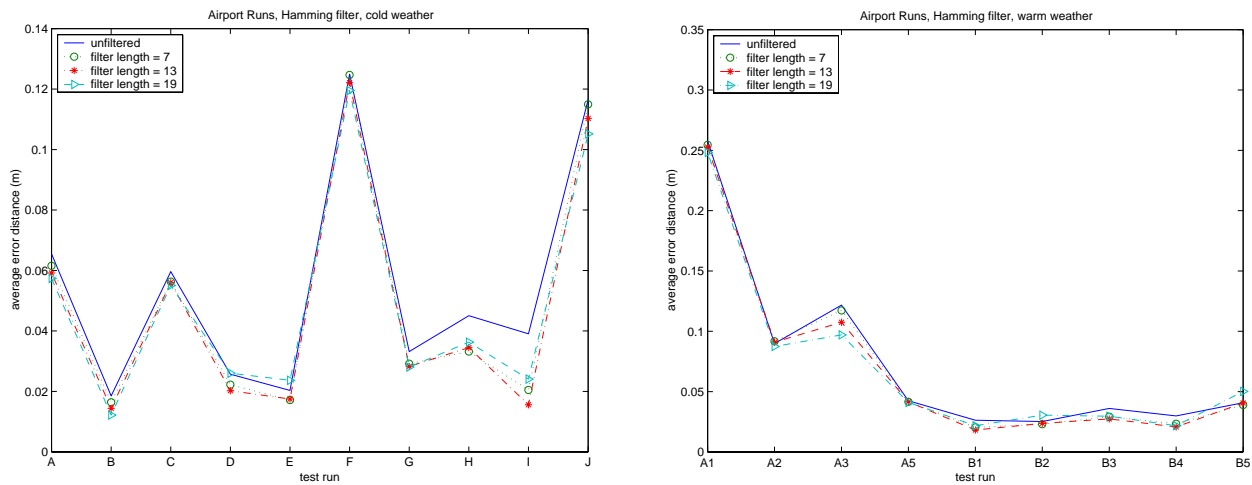 Airport Runs, Hamming filter, cold weather
0.14
0.12
0.1
0.08
0.06
0.04
0.02
0
average error distance (m)
unfiltered
filter length = 7
filter length = 13
filter length = 19
A B C D E F G H I J
test run
Airport Runs, Hamming filter, warm weather
0.35
0.3
0.25
0.2
0.15
0.1
0.05
0
average error distance (m)
unfiltered
filter length = 7
filter length = 13
filter length = 19
A1 A2 A3 A5 B1 B2 B3 B4 B5
test run